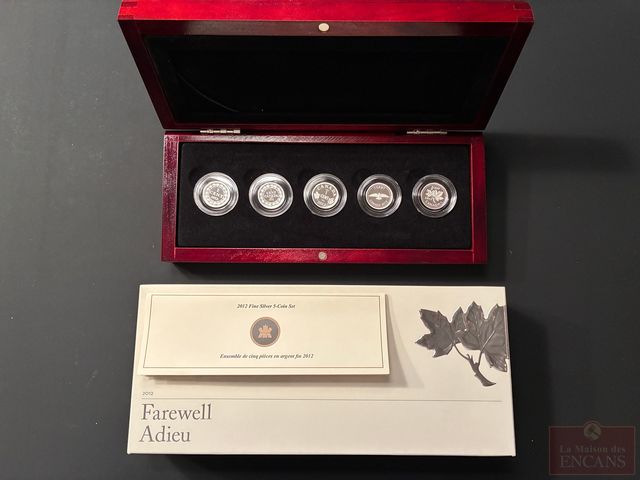 CANADA
2012 Fine Silver 5-Coin Set
Ensemble de cinq pièces en argent fin 2012
2012
Farewell
Adieu
La Maison des
ENCANS